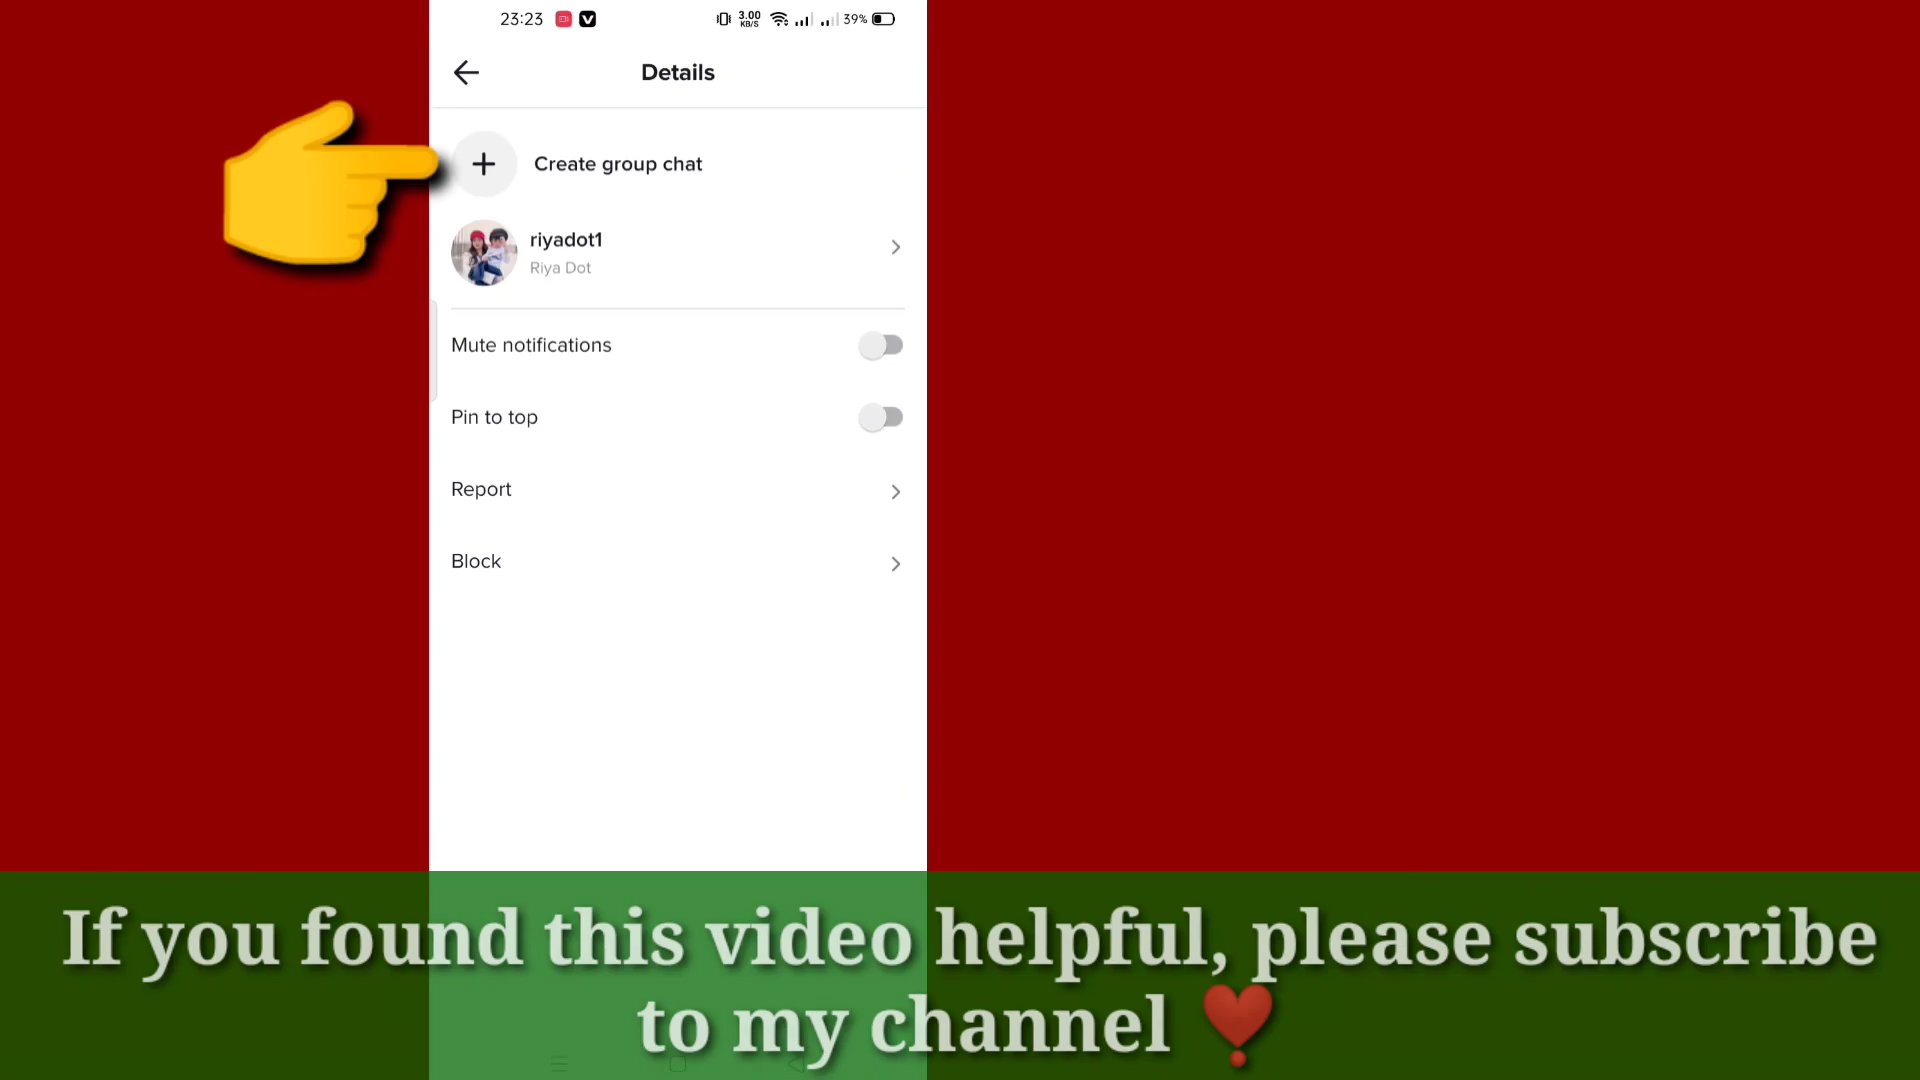 23:23 V 3.00 KB/S 39%
Details
Create group chat
riyadot1
Riya Dot
Mute notifications
Pin to top
Report
Block
If you found this video helpful, please subscribe
to my channel